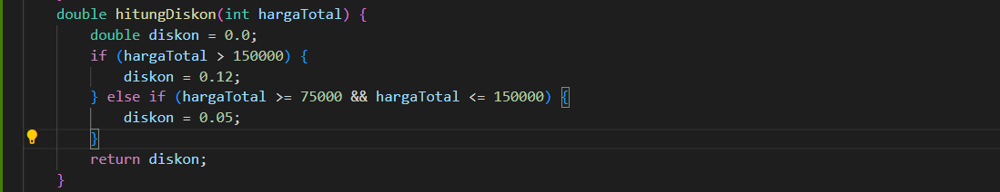 double hitungDiskon(int hargaTotal) {
    double diskon = 0.0;
    if (hargaTotal > 150000) {
        diskon = 0.12;
    } else if (hargaTotal >= 75000 && hargaTotal <= 150000) {
        diskon = 0.05;
    }
    return diskon;
}